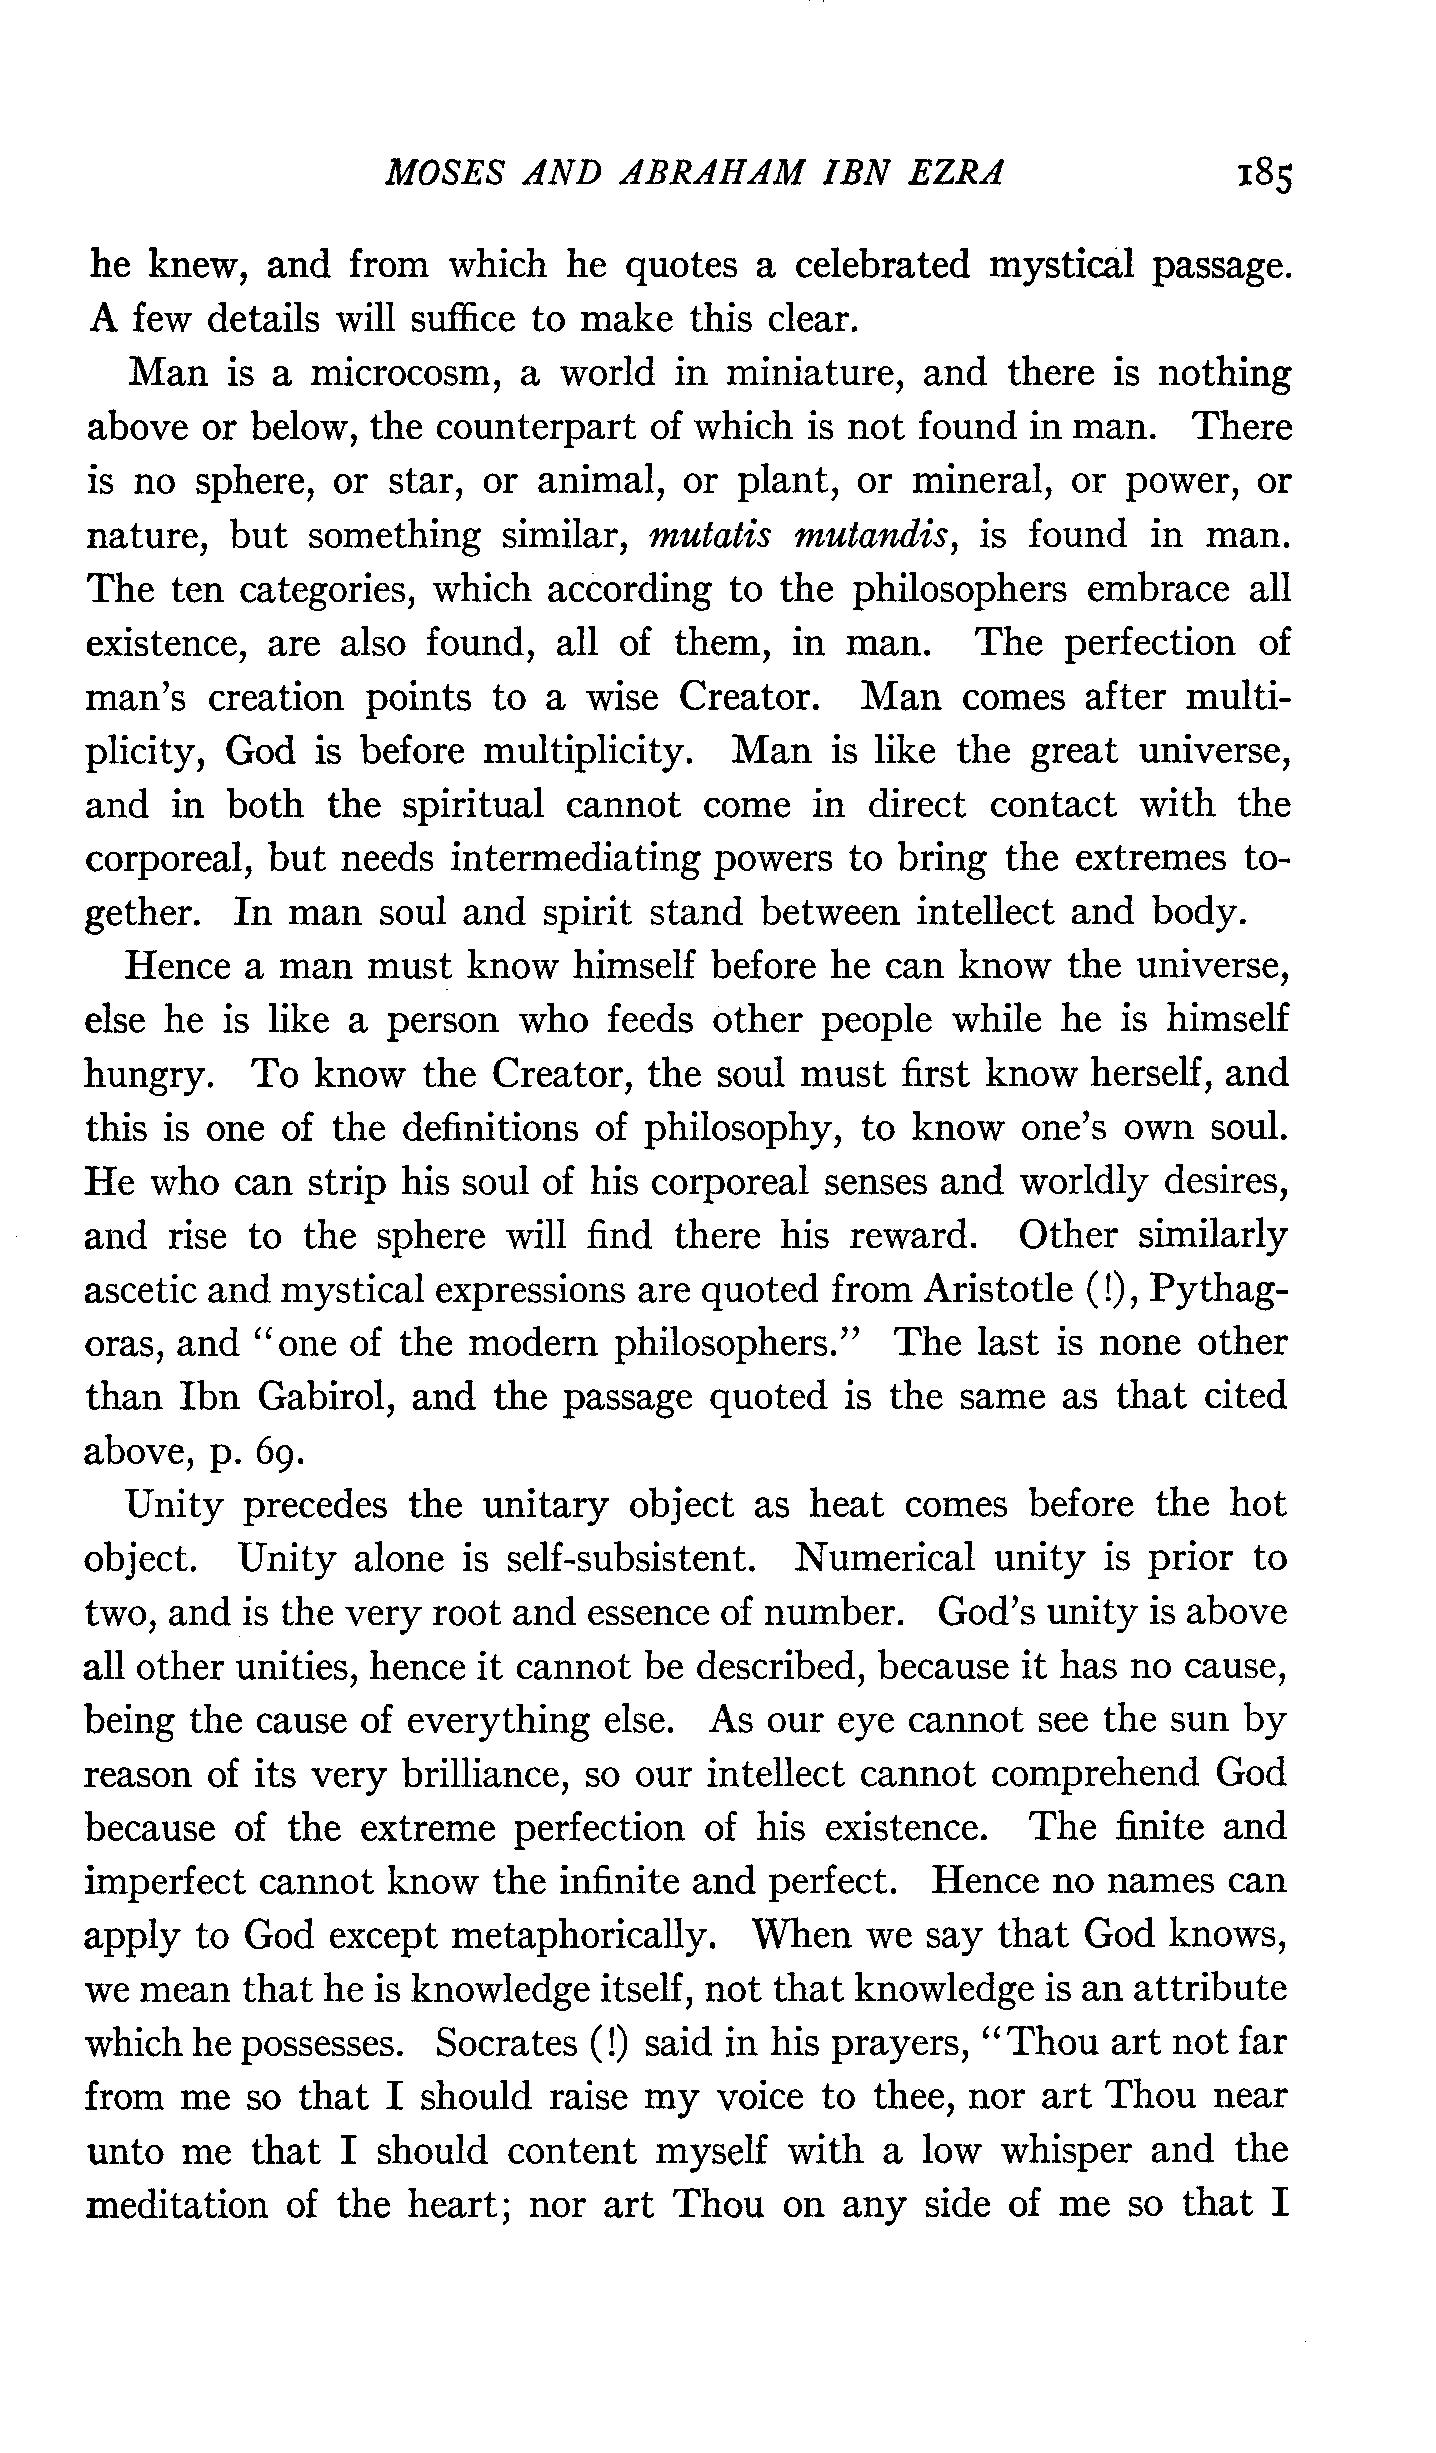 MOSES AND ABRAHAM IBN EZRA 185
he knew, and from which he quotes a celebrated mystical passage.
A few details will suffice to make this clear.
Man is a microcosm, a world in miniature, and there is nothing
above or below, the counterpart of which is not found in man. There
is no sphere, or star, or animal, or plant, or mineral, or power, or
nature, but something similar, mutatis mutandis, is found in man.
The ten categories, which according to the philosophers embrace all
existence, are also found, all of them, in man. The perfection of
man's creation points to a wise Creator. Man comes after multi-
plicity, God is before multiplicity. Man is like the great universe,
and in both the spiritual cannot come in direct contact with the
corporeal, but needs intermediating powers to bring the extremes to-
gether. In man soul and spirit stand between intellect and body.
Hence a man must know himself before he can know the universe,
else he is like a person who feeds other people while he is himself
hungry. To know the Creator, the soul must first know herself, and
this is one of the definitions of philosophy, to know one's own soul.
He who can strip his soul of his corporeal senses and worldly desires,
and rise to the sphere will find there his reward. Other similarly
ascetic and mystical expressions are quoted from Aristotle (!), Pythag-
oras, and "one of the modern philosophers." The last is none other
than Ibn Gabirol, and the passage quoted is the same as that cited
above, p. 69.
Unity precedes the unitary object as heat comes before the hot
object. Unity alone is self-subsistent. Numerical unity is prior to
two, and is the very root and essence of number. God's unity is above
all other unities, hence it cannot be described, because it has no cause,
being the cause of everything else. As our eye cannot see the sun by
reason of its very brilliance, so our intellect cannot comprehend God
because of the extreme perfection of his existence. The finite and
imperfect cannot know the infinite and perfect. Hence no names can
apply to God except metaphorically. When we say that God knows,
we mean that he is knowledge itself, not that knowledge is an attribute
which he possesses. Socrates (!) said in his prayers, "Thou art not far
from me so that I should raise my voice to thee, nor art Thou near
unto me that I should content myself with a low whisper and the
meditation of the heart; nor art Thou on any side of me so that I